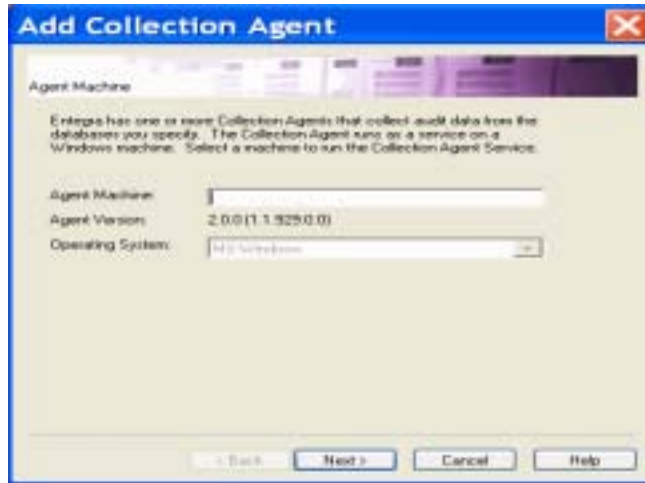 Add Collection Agent
Agent Machine
Entegra has one or more Collection Agents that collect audit data from the
databases you specify. The Collection Agent runs as a service on a
Windows machine. Select a machine to run the Collection Agent Service.
Agent Machine:
Agent Version: 2.0.0 (1.1.929.0.0)
Operating System: MS Windows
< Back Next > Cancel Help